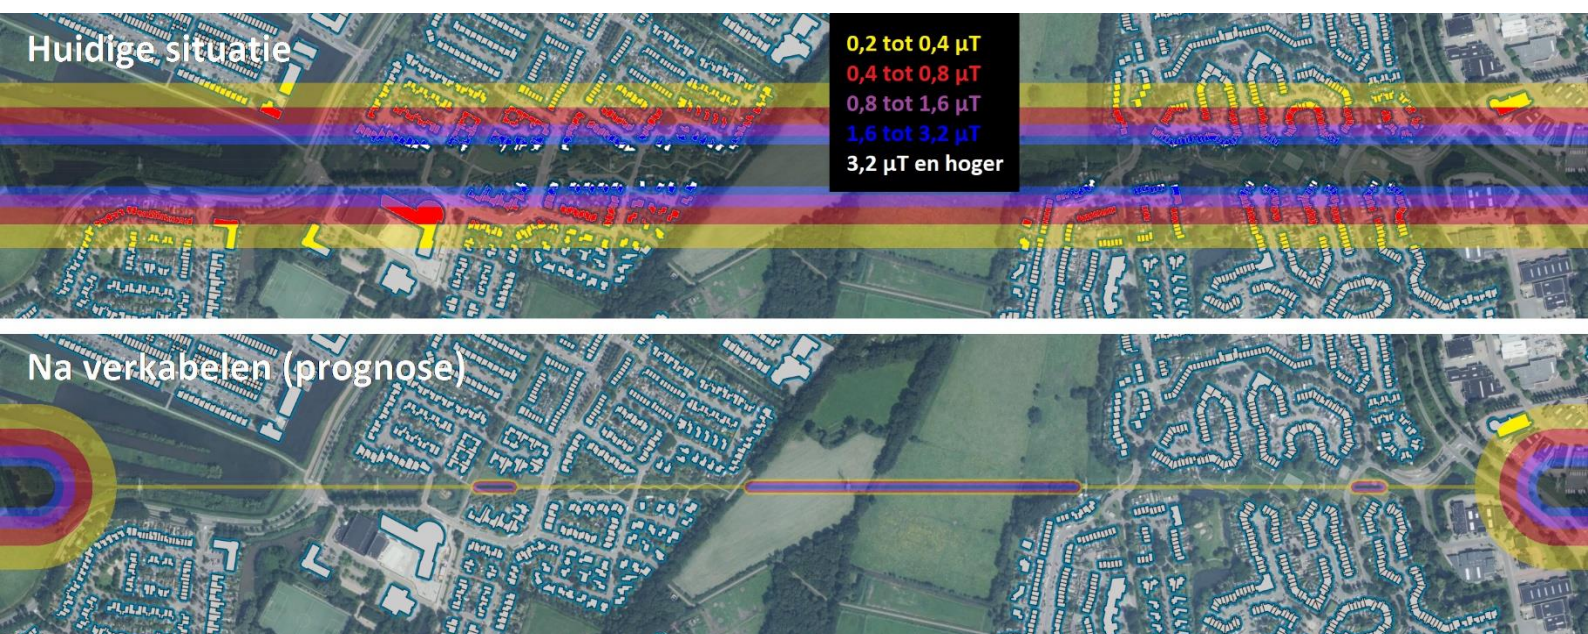 Huidige situatie
0,2 tot 0,4 µT
0,4 tot 0,8 µT
0,8 tot 1,6 µT
1,6 tot 3,2 µT
3,2 µT en hoger
Na verkabelen (prognose)